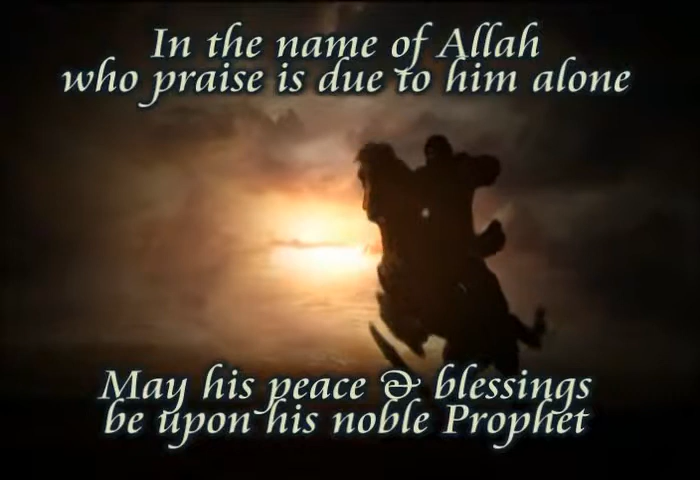 In the name of Allah
who praise is due to him alone
May his peace & blessings
be upon his noble Prophet